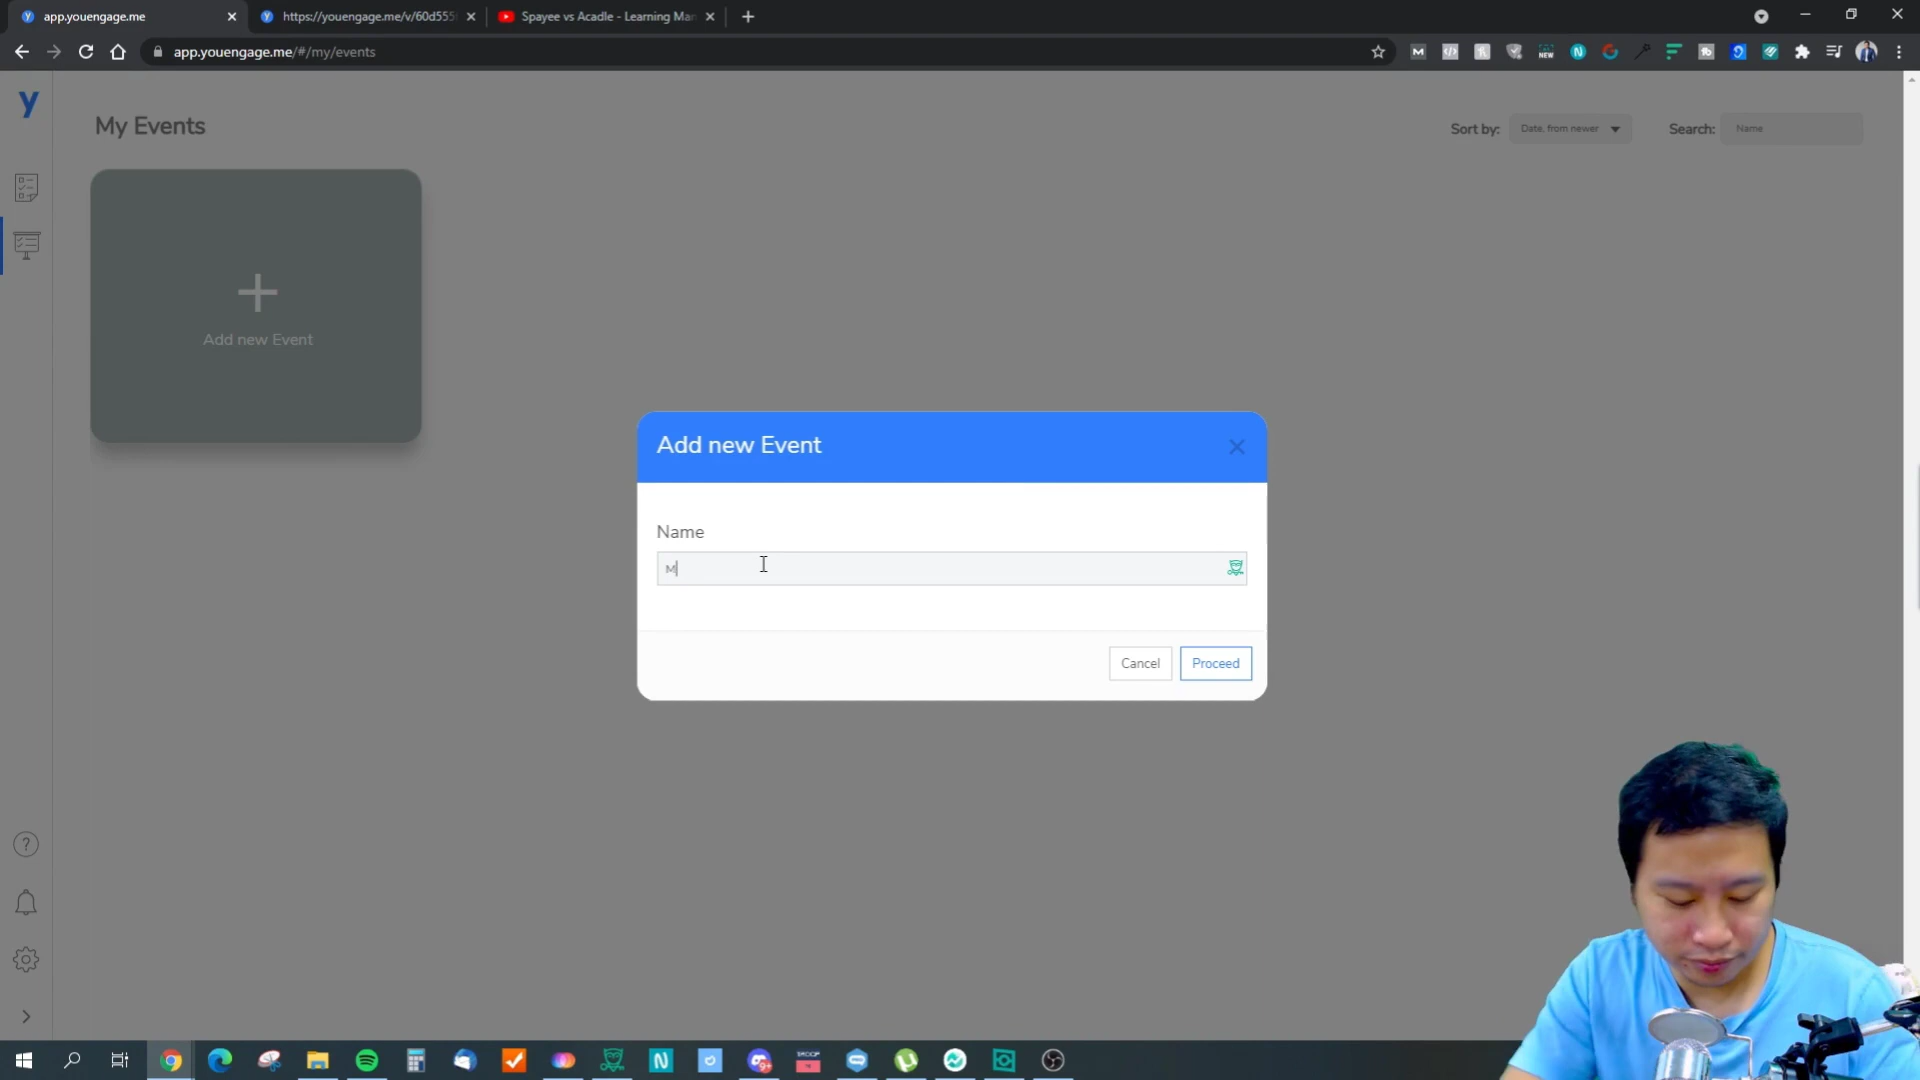 app.youengage.me
https://youengage.me/v/60d555
Spayee vs Acadle - Learning Man
app.youengage.me/#/my/events
NEW
y
My Events
Sort by:
Date, from newer
Search:
Name
Add new Event
Add new Event
Name
M
Cancel
Proceed